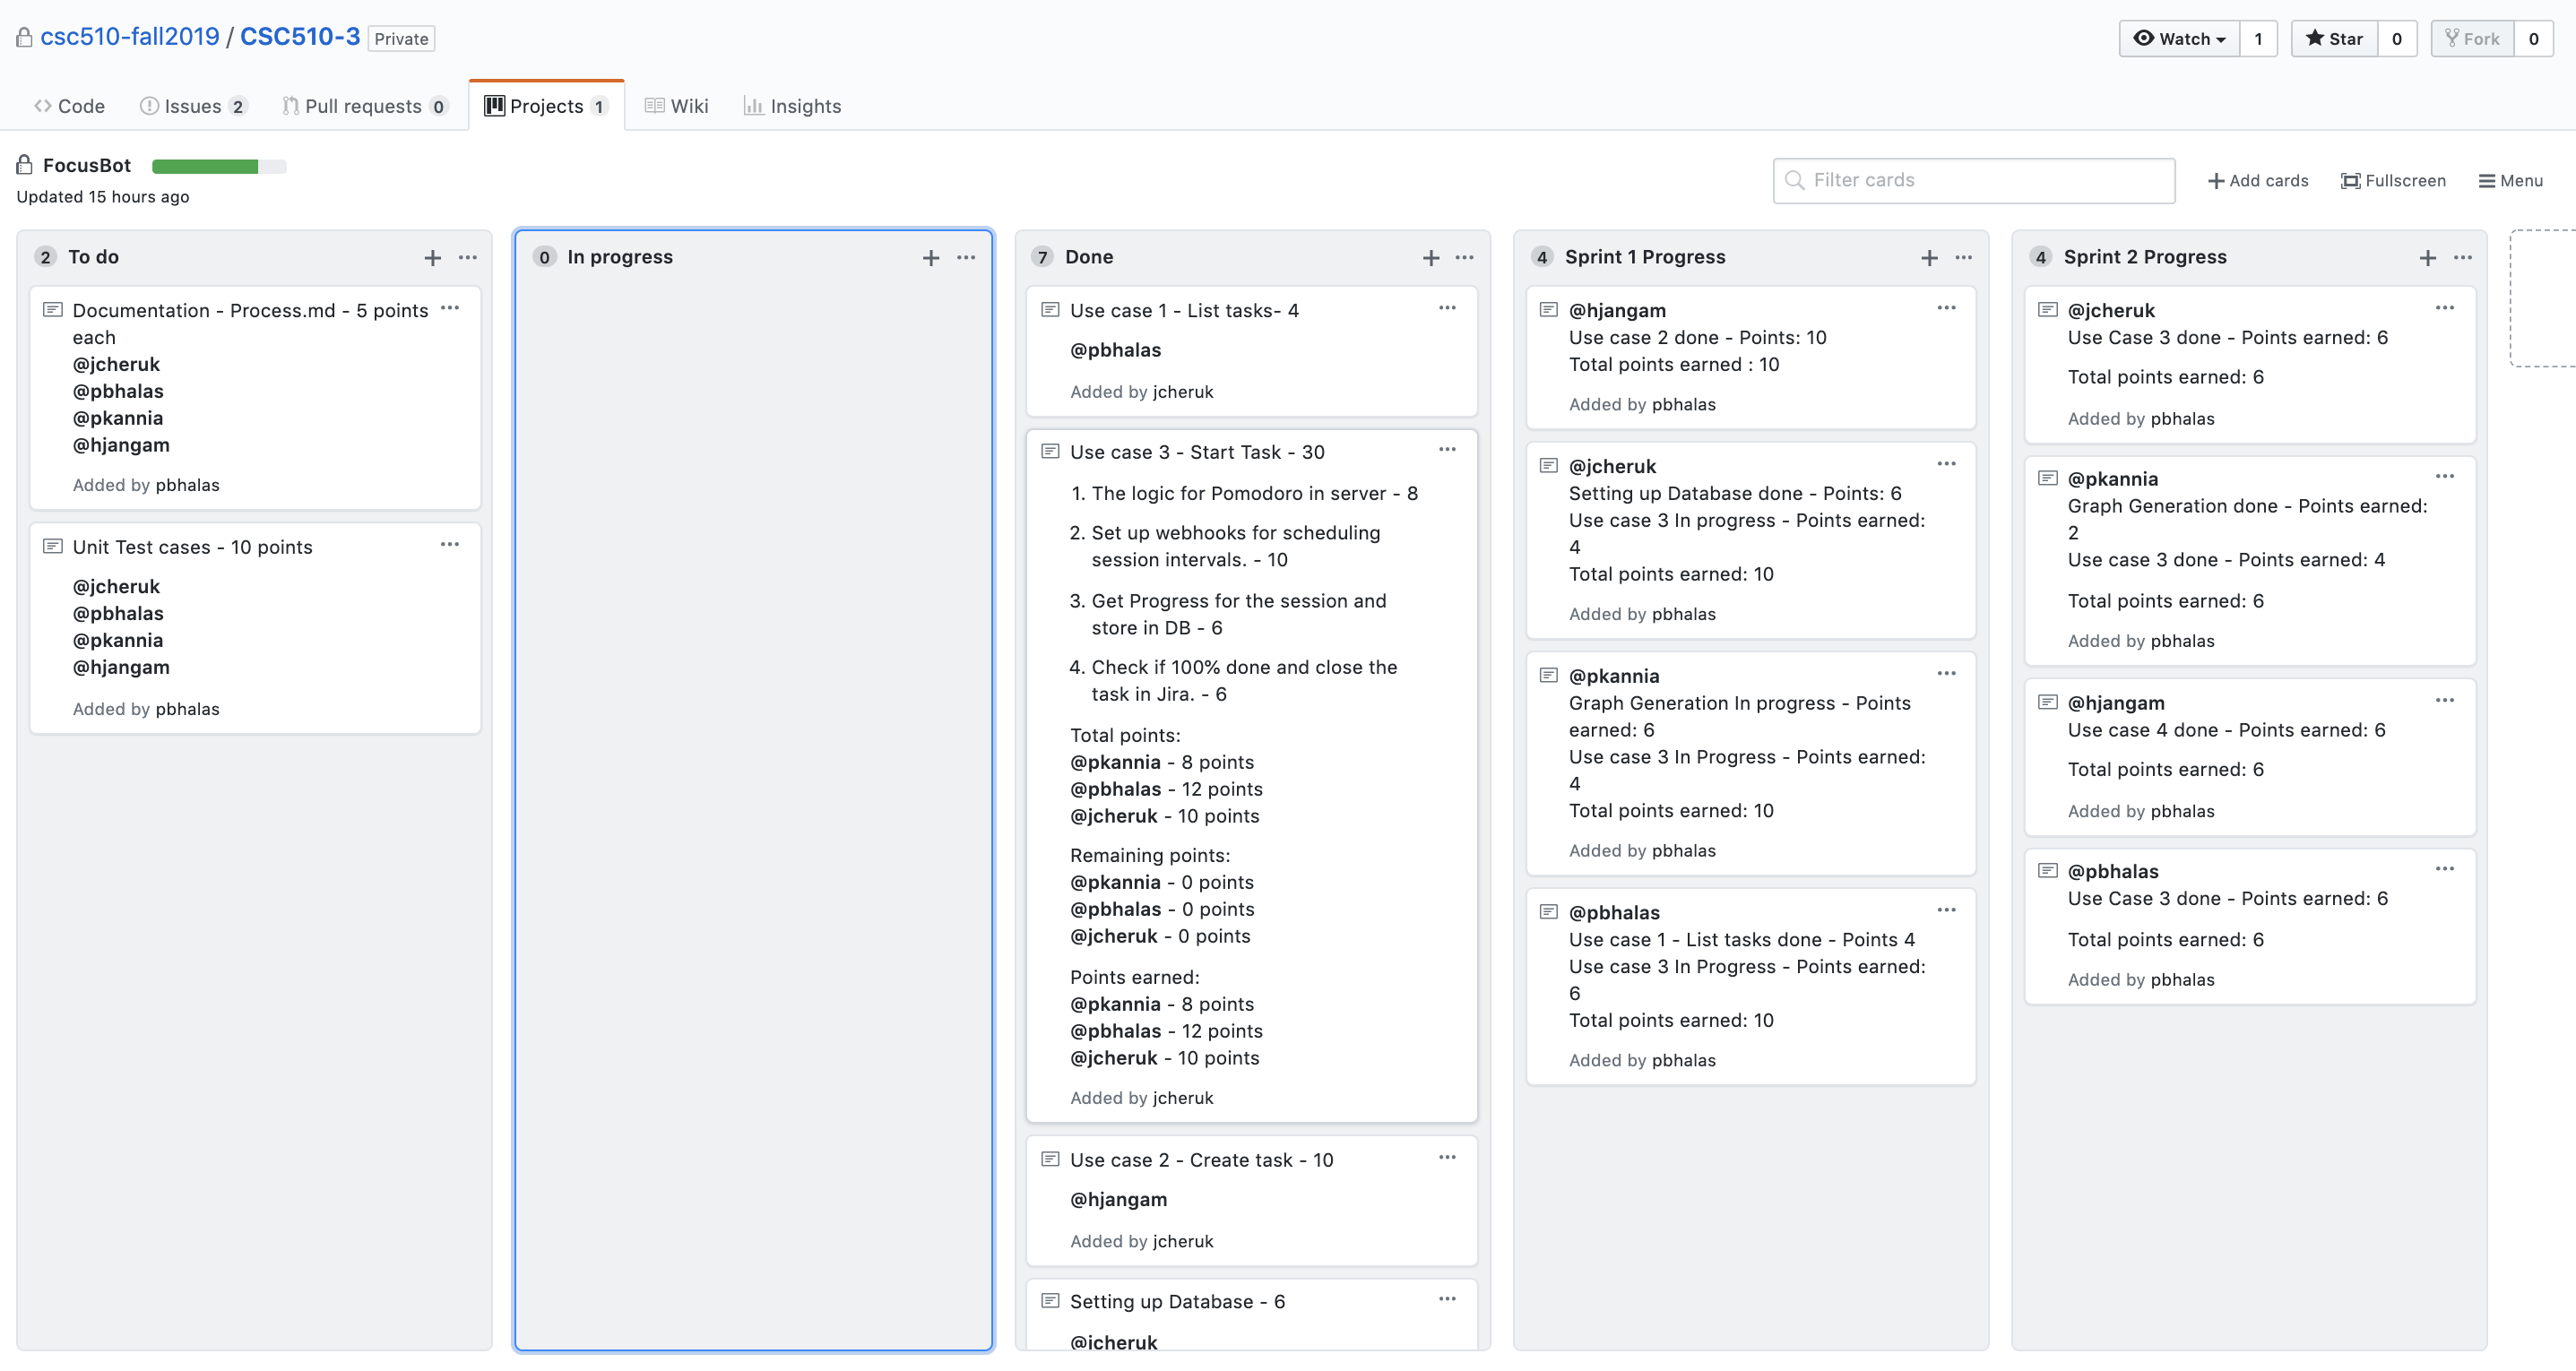 csc510-fall2019 / CSC510-3 Private
Watch 1 Star 0 Fork 0
Code Issues 2 Pull requests 0 Projects 1 Wiki Insights
FocusBot
Updated 15 hours ago
Filter cards
Add cards Fullscreen Menu
2 To do
Documentation - Process.md - 5 points
each
@jcheruk
@pbhalas
@pkannia
@hjangam
Added by pbhalas
Unit Test cases - 10 points
@jcheruk
@pbhalas
@pkannia
@hjangam
Added by pbhalas
0 In progress
7 Done
Use case 1 - List tasks- 4
@pbhalas
Added by jcheruk
Use case 3 - Start Task - 30
1. The logic for Pomodoro in server - 8
2. Set up webhooks for scheduling
session intervals. - 10
3. Get Progress for the session and
store in DB - 6
4. Check if 100% done and close the
task in Jira. - 6
Total points:
@pkannia - 8 points
@pbhalas - 12 points
@jcheruk - 10 points
Remaining points:
@pkannia - 0 points
@pbhalas - 0 points
@jcheruk - 0 points
Points earned:
@pkannia - 8 points
@pbhalas - 12 points
@jcheruk - 10 points
Added by jcheruk
Use case 2 - Create task - 10
@hjangam
Added by jcheruk
Setting up Database - 6
@jcheruk
4 Sprint 1 Progress
@hjangam
Use case 2 done - Points: 10
Total points earned : 10
Added by pbhalas
@jcheruk
Setting up Database done - Points: 6
Use case 3 In progress - Points earned:
4
Total points earned: 10
Added by pbhalas
@pkannia
Graph Generation In progress - Points
earned: 6
Use case 3 In Progress - Points earned:
4
Total points earned: 10
Added by pbhalas
@pbhalas
Use case 1 - List tasks done - Points 4
Use case 3 In Progress - Points earned:
6
Total points earned: 10
Added by pbhalas
4 Sprint 2 Progress
@jcheruk
Use Case 3 done - Points earned: 6
Total points earned: 6
Added by pbhalas
@pkannia
Graph Generation done - Points earned:
2
Use case 3 done - Points earned: 4
Total points earned: 6
Added by pbhalas
@hjangam
Use case 4 done - Points earned: 6
Total points earned: 6
Added by pbhalas
@pbhalas
Use Case 3 done - Points earned: 6
Total points earned: 6
Added by pbhalas